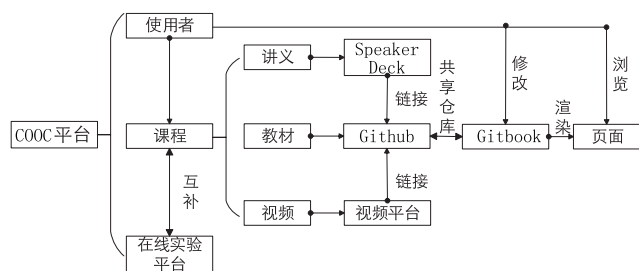 使用者
讲义
Speaker
Deck
共享仓库
修改
浏览
链接
渲染
COOC平台
课程
教材
Github
Gitbook
页面
互补
链接
视频
视频平台
在线实验
平台